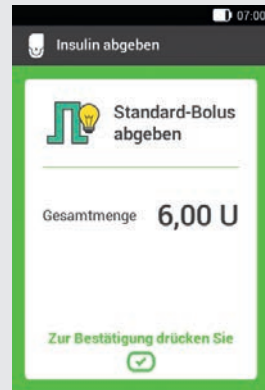 07:00
Insulin abgeben
Standard-Bolus
abgeben
Gesamtmenge 6,00 U
Zur Bestätigung drücken Sie